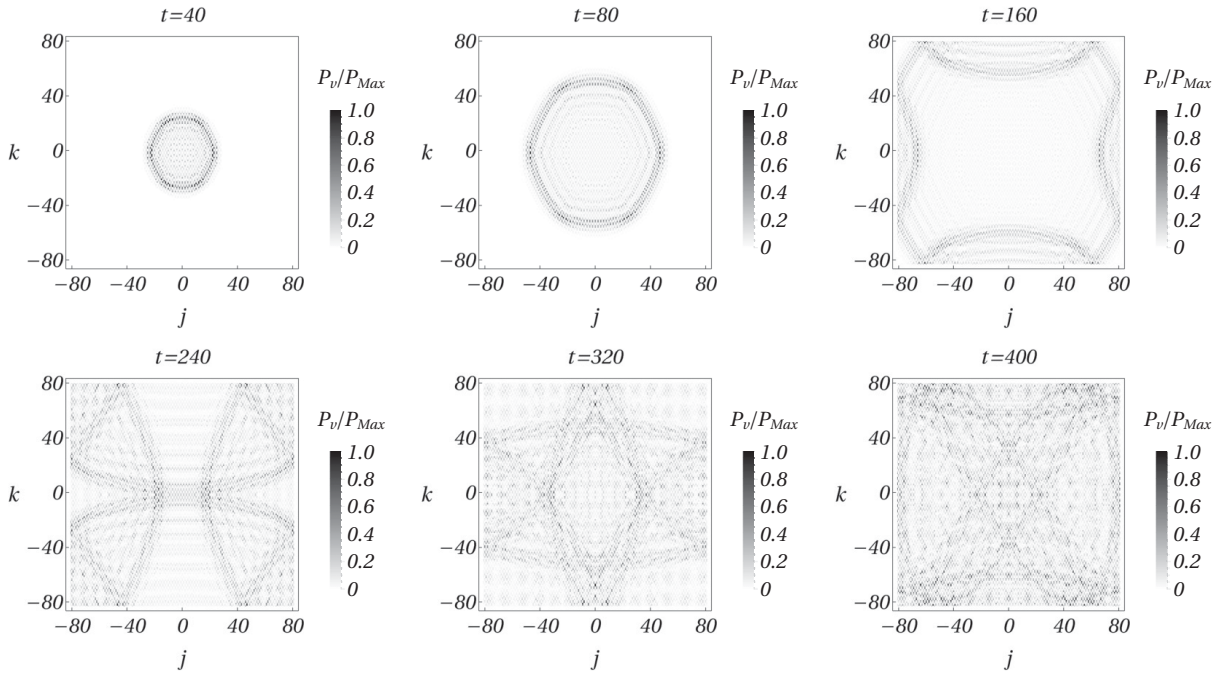 t=40 t=80 t=160
80 80 80
P_v/P_Max P_v/P_Max P_v/P_Max
40 1.0 40 1.0 40 1.0
0.8 0.8 0.8
k 0 0.6 k 0 0.6 k 0 0.6
0.4 0.4 0.4
−40 0.2 −40 0.2 −40 0.2
0 0 0
−80 −80 −80
−80 −40 0 40 80 −80 −40 0 40 80 −80 −40 0 40 80
j j j
t=240 t=320 t=400
80 80 80
P_v/P_Max P_v/P_Max P_v/P_Max
40 1.0 40 1.0 40 1.0
0.8 0.8 0.8
k 0 0.6 k 0 0.6 k 0 0.6
0.4 0.4 0.4
−40 0.2 −40 0.2 −40 0.2
0 0 0
−80 −80 −80
−80 −40 0 40 80 −80 −40 0 40 80 −80 −40 0 40 80
j j j